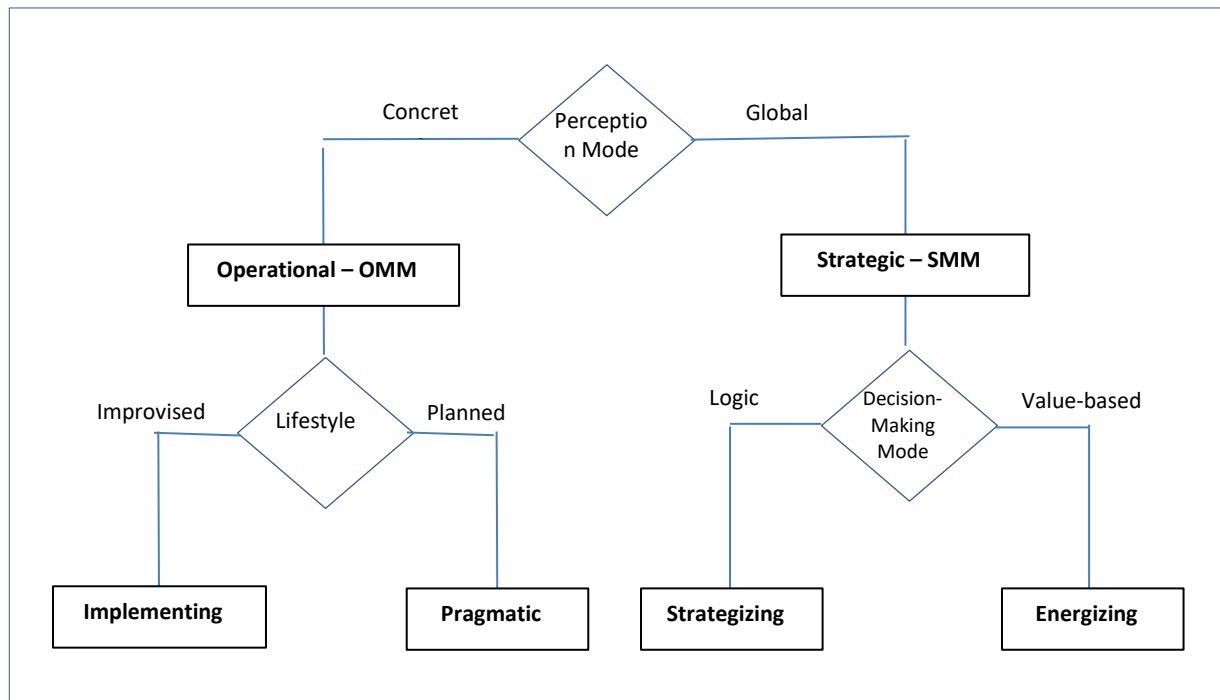 Concret
Global
Perceptio
n Mode
Operational – OMM
Strategic – SMM
Improvised
Lifestyle
Planned
Logic
Decision-
Making
Mode
Value-based
Implementing
Pragmatic
Strategizing
Energizing